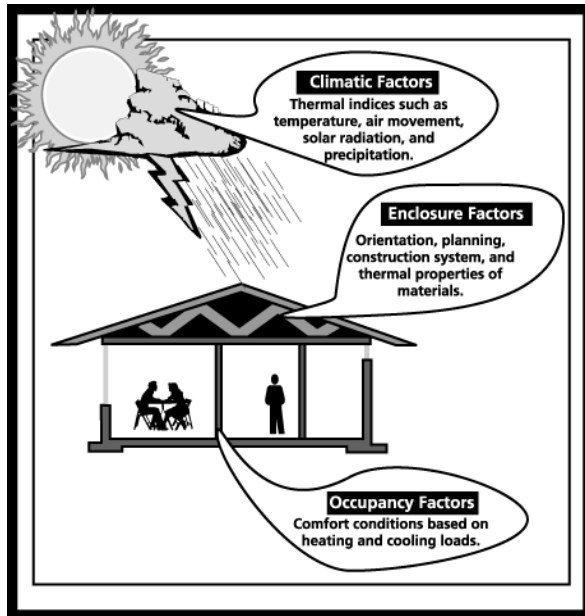 Climatic Factors
Thermal indices such as
temperature, air movement,
solar radiation, and
precipitation.
Enclosure Factors
Orientation, planning,
construction system, and
thermal properties of
materials.
Occupancy Factors
Comfort conditions based on
heating and cooling loads.